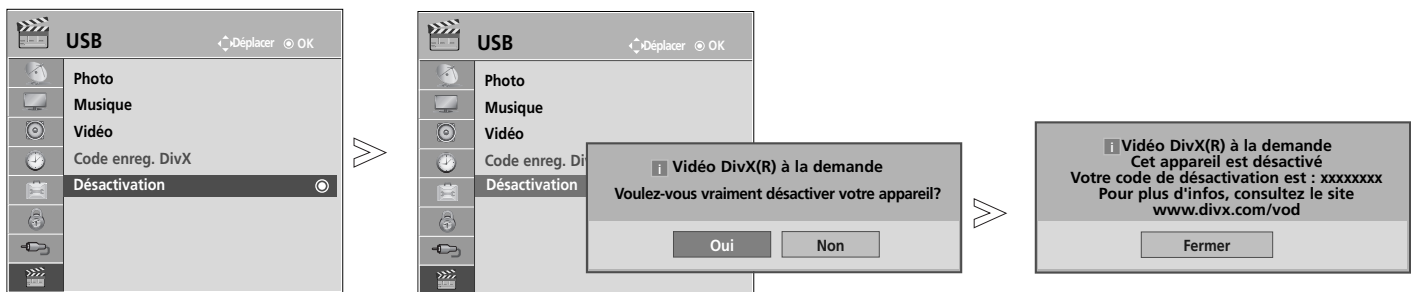 USB
Déplacer OK
Photo
Musique
Vidéo
Code enreg. DivX
Désactivation
USB
Déplacer OK
Photo
Musique
Vidéo
Code enreg. Di
Désactivation
i Vidéo DivX(R) à la demande
Voulez-vous vraiment désactiver votre appareil?
Oui Non
i Vidéo DivX(R) à la demande
Cet appareil est désactivé
Votre code de désactivation est : xxxxxxxx
Pour plus d'infos, consultez le site
www.divx.com/vod
Fermer